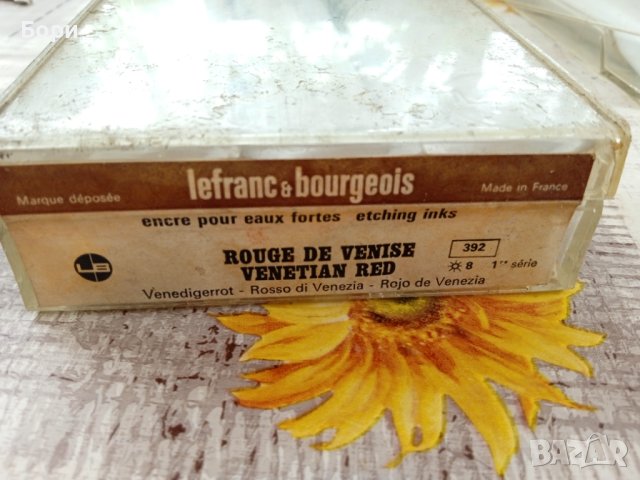 Бори
lefranc & bourgeois
Marque déposée
Made in France
encre pour eaux fortes etching inks
ROUGE DE VENISE
392
VENETIAN RED
8 1re série
LB
Venedigerrot - Rosso di Venezia - Rojo de Venezia
BAZAR